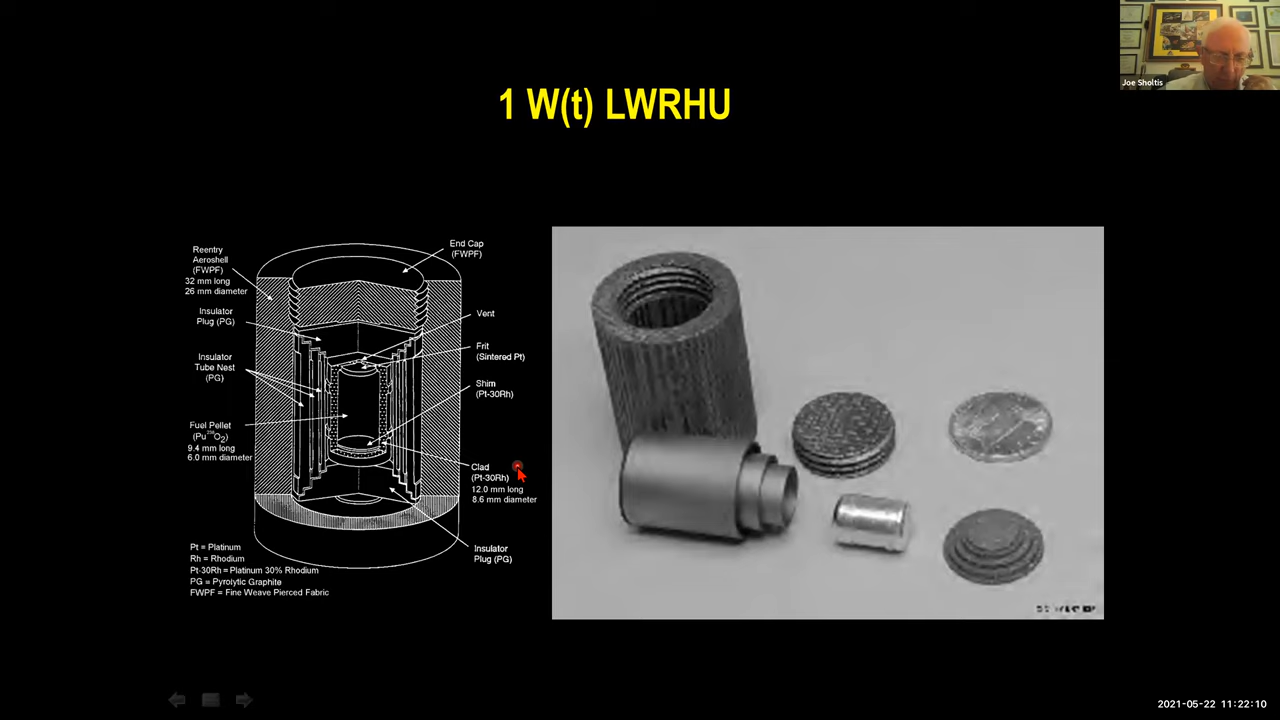 Joe Sholtis
1 W(t) LWRHU
Reentry
Aeroshell
(FWPF)
32 mm long
26 mm diameter
End Cap
(FWPF)
Insulator
Plug (PG)
Vent
Insulator
Tube Nest
(PG)
Frit
(Sintered Pt)
Shim
(Pt-30Rh)
Fuel Pellet
(Pu²³⁸O₂)
9.4 mm long
6.0 mm diameter
Clad
(Pt-30Rh)
12.0 mm long
8.6 mm diameter
Insulator
Plug (PG)
Pt = Platinum
Rh = Rhodium
Pt-30Rh = Platinum 30% Rhodium
PG = Pyrolytic Graphite
FWPF = Fine Weave Pierced Fabric
2021-05-22 11:22:10